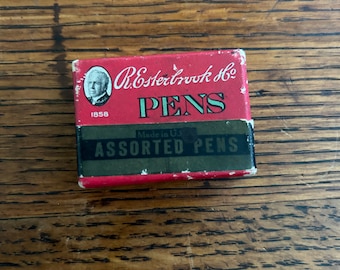 R. Esterbrook & Co
PENS
1858
Made in U.S
ASSORTED PENS